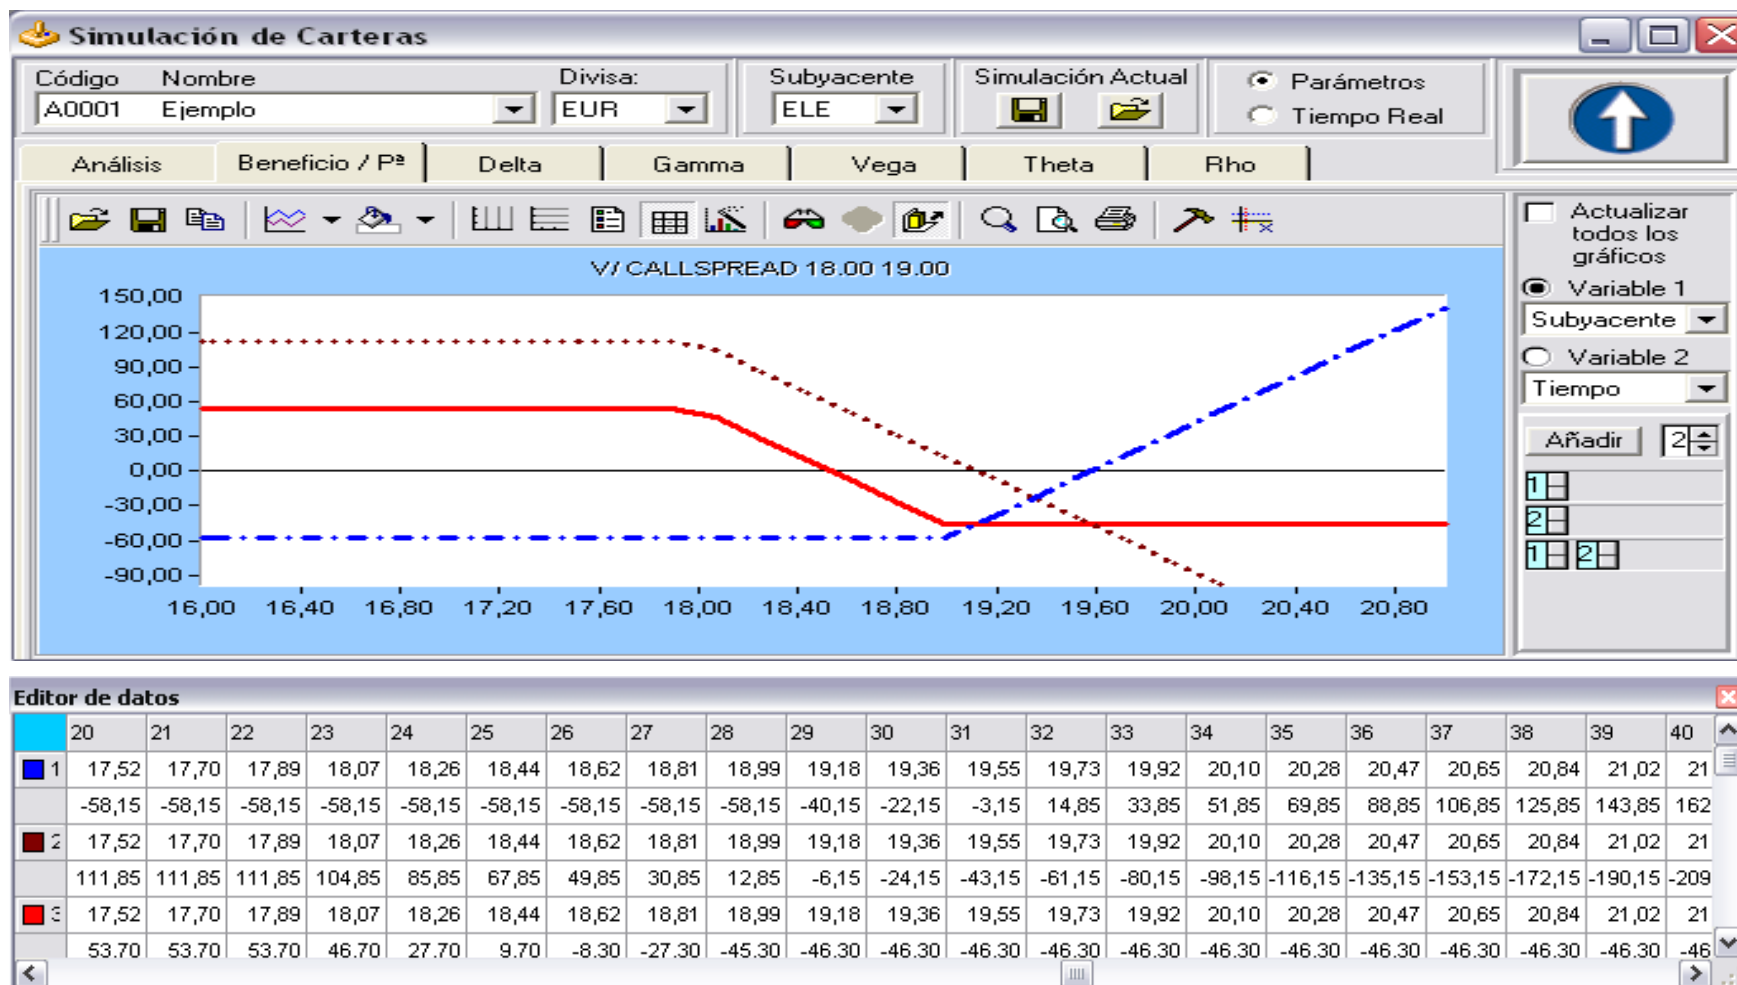 Simulación de Carteras
Código Nombre Divisa: Subyacente Simulación Actual Parámetros
A0001 Ejemplo EUR ELE Tiempo Real
Análisis Beneficio / Pª Delta Gamma Vega Theta Rho
Actualizar
todos los
gráficos
Variable 1
Subyacente
Variable 2
Tiempo
Añadir 2
1
2
1 2
V/ CALLSPREAD 18.00 19.00
150,00
120,00
90,00
60,00
30,00
0,00
-30,00
-60,00
-90,00
16,00 16,40 16,80 17,20 17,60 18,00 18,40 18,80 19,20 19,60 20,00 20,40 20,80
Editor de datos
20 21 22 23 24 25 26 27 28 29 30 31 32 33 34 35 36 37 38 39 40
1 17,52 17,70 17,89 18,07 18,26 18,44 18,62 18,81 18,99 19,18 19,36 19,55 19,73 19,92 20,10 20,28 20,47 20,65 20,84 21,02 21
-58,15 -58,15 -58,15 -58,15 -58,15 -58,15 -58,15 -58,15 -58,15 -40,15 -22,15 -3,15 14,85 33,85 51,85 69,85 88,85 106,85 125,85 143,85 162
2 17,52 17,70 17,89 18,07 18,26 18,44 18,62 18,81 18,99 19,18 19,36 19,55 19,73 19,92 20,10 20,28 20,47 20,65 20,84 21,02 21
111,85 111,85 111,85 104,85 85,85 67,85 49,85 30,85 12,85 -6,15 -24,15 -43,15 -61,15 -80,15 -98,15 -116,15 -135,15 -153,15 -172,15 -190,15 -209
3 17,52 17,70 17,89 18,07 18,26 18,44 18,62 18,81 18,99 19,18 19,36 19,55 19,73 19,92 20,10 20,28 20,47 20,65 20,84 21,02 21
53,70 53,70 53,70 46,70 27,70 9,70 -8,30 -27,30 -45,30 -46,30 -46,30 -46,30 -46,30 -46,30 -46,30 -46,30 -46,30 -46,30 -46,30 -46,30 -46